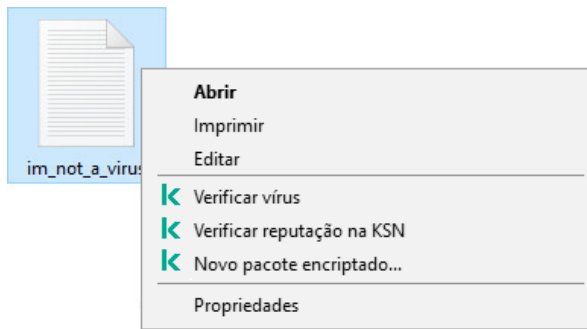 im_not_a_virus
Abrir
Imprimir
Editar
Verificar vírus
Verificar reputação na KSN
Novo pacote encriptado...
Propriedades